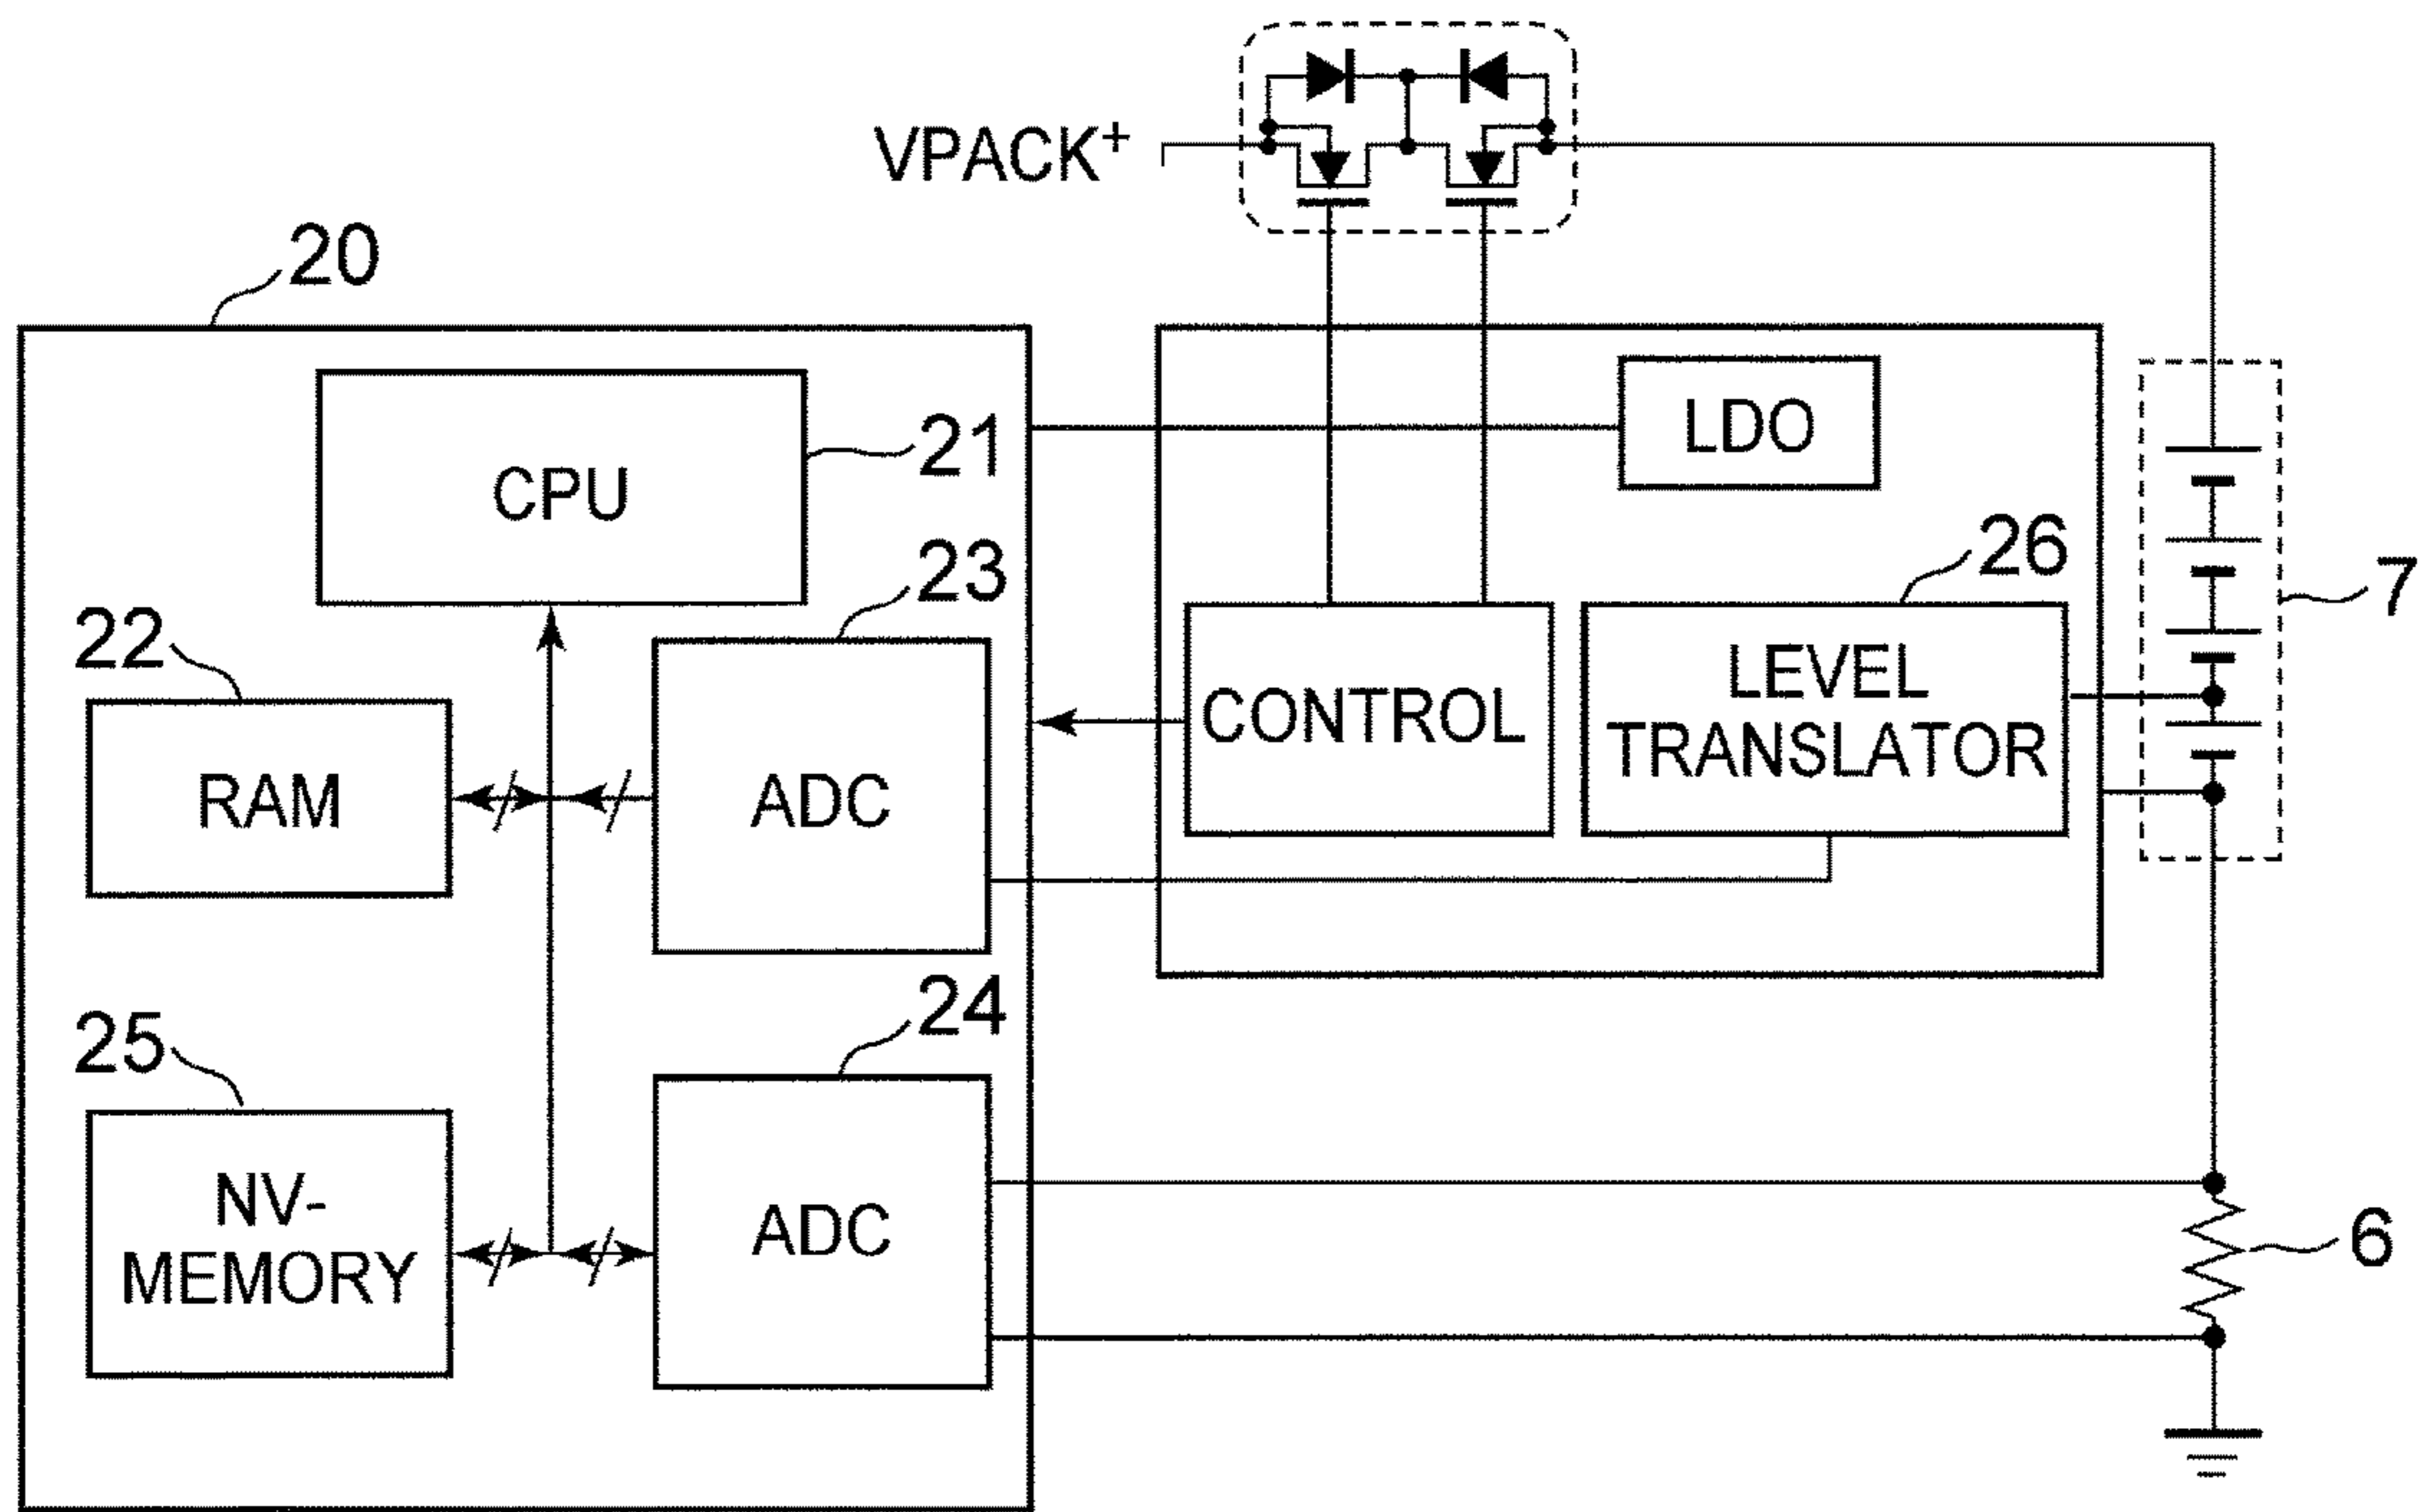 VPACK+
20
CPU
21
LDO
22
23
26
7
RAM
ADC
CONTROL
LEVEL
TRANSLATOR
25
24
NV-
MEMORY
ADC
6